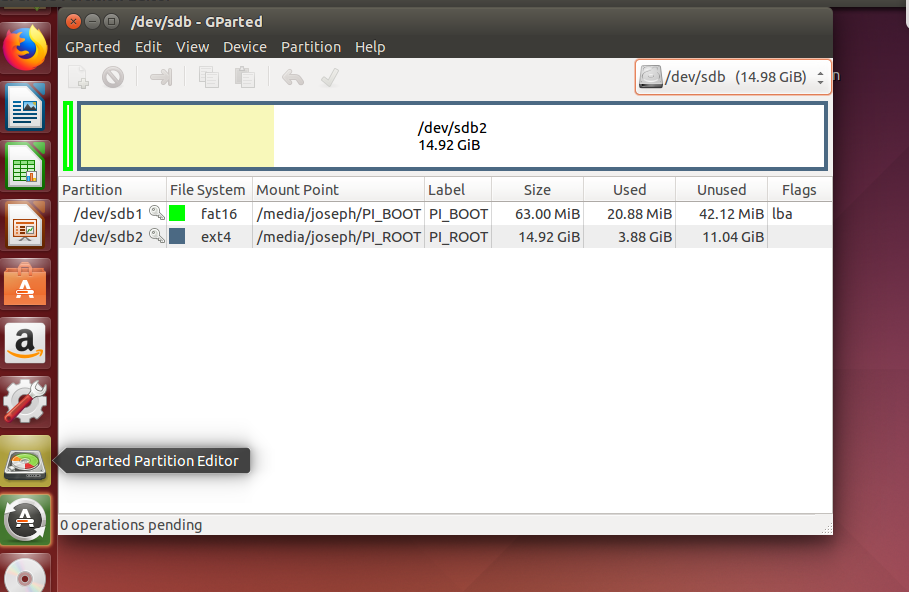 /dev/sdb - GParted
GParted Edit View Device Partition Help
/dev/sdb (14.98 GiB)
n
/dev/sdb2
14.92 GiB
Partition File System Mount Point Label Size Used Unused Flags
/dev/sdb1 fat16 /media/joseph/PI_BOOT PI_BOOT 63.00 MiB 20.88 MiB 42.12 MiB lba
/dev/sdb2 ext4 /media/joseph/PI_ROOT PI_ROOT 14.92 GiB 3.88 GiB 11.04 GiB
a
GParted Partition Editor
0 operations pending